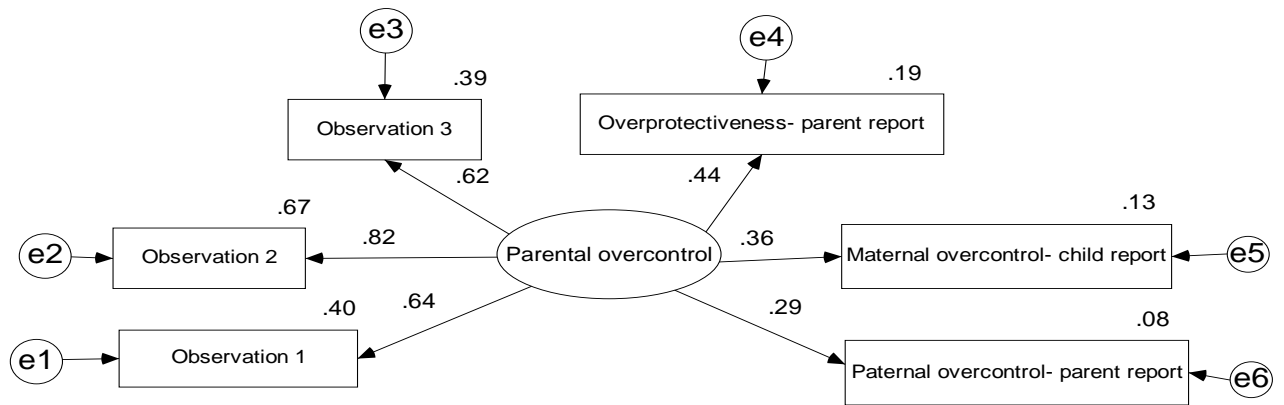 e3
e4
.39
.19
Observation 3
Overprotectiveness- parent report
.62
.44
.67
.13
e2
Observation 2
.82
Parental overcontrol
.36
Maternal overcontrol- child report
e5
.40
.64
.29
.08
e1
Observation 1
Paternal overcontrol- parent report
e6